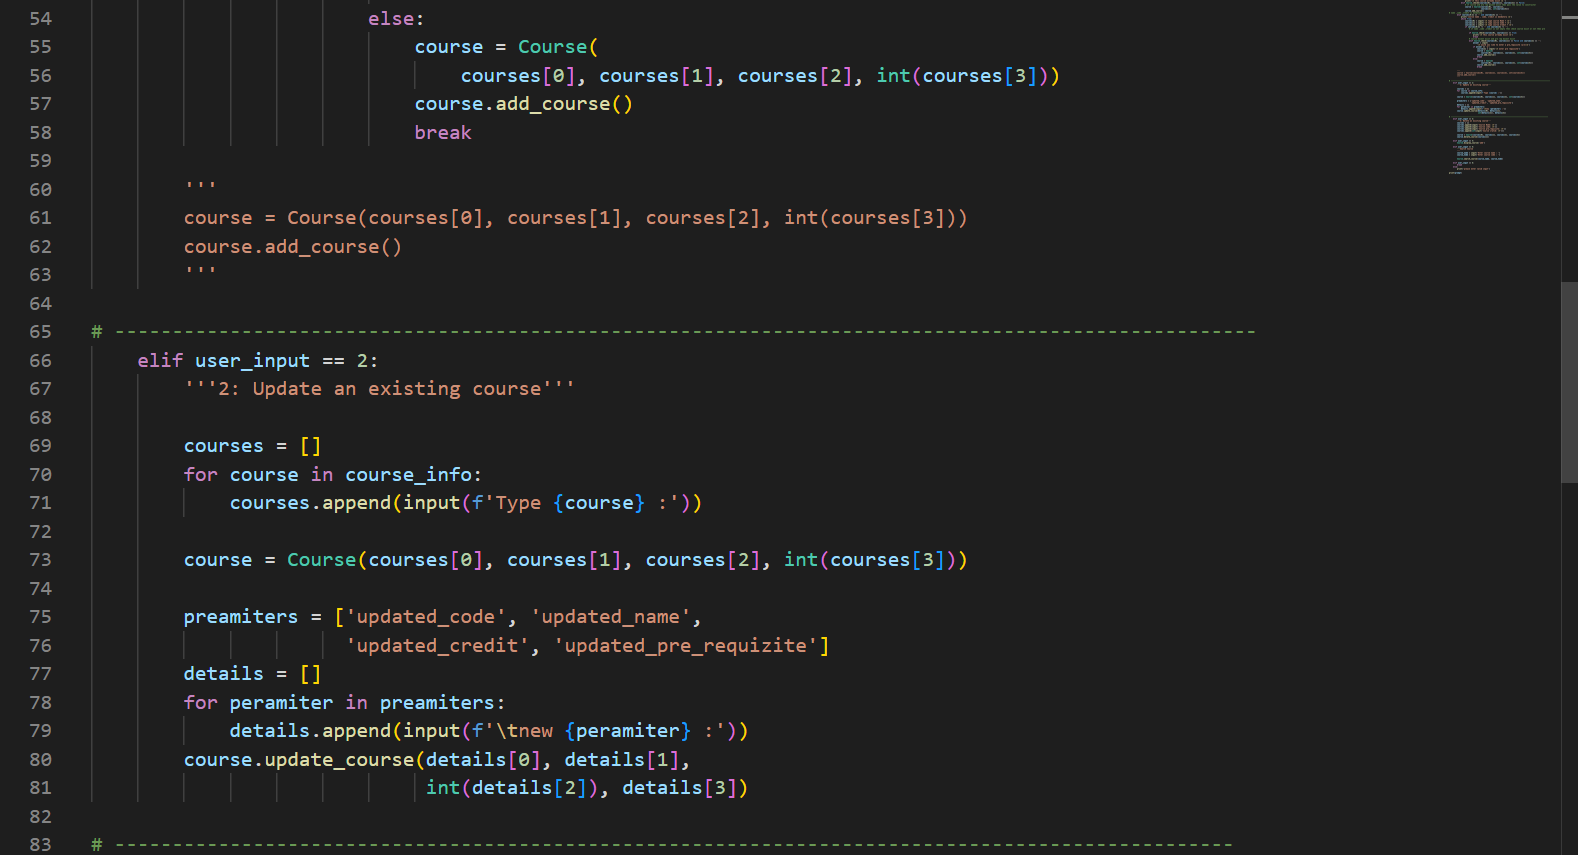 54 else:
55 course = Course(
56 courses[0], courses[1], courses[2], int(courses[3]))
57 course.add_course()
58 break
59
60 '''
61 course = Course(courses[0], courses[1], courses[2], int(courses[3]))
62 course.add_course()
63 '''
64
65 # ---------------------------------------------------------------------------------------------------
66 elif user_input == 2:
67 '''2: Update an existing course'''
68
69 courses = []
70 for course in course_info:
71 courses.append(input(f'Type {course} :'))
72
73 course = Course(courses[0], courses[1], courses[2], int(courses[3]))
74
75 preamiters = ['updated_code', 'updated_name',
76 'updated_credit', 'updated_pre_requizite']
77 details = []
78 for peramiter in preamiters:
79 details.append(input(f'\tnew {peramiter} :'))
80 course.update_course(details[0], details[1],
81 int(details[2]), details[3])
82
83 # -------------------------------------------------------------------------------------------------